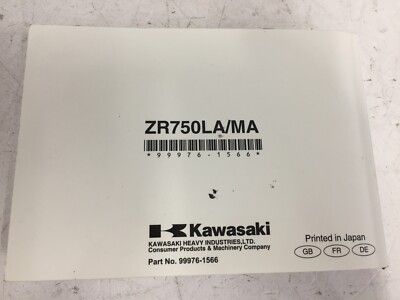 ZR750LA/MA
*99976-1566*
Kawasaki
KAWASAKI HEAVY INDUSTRIES,LTD.
Consumer Products & Machinery Company
Part No. 99976-1566
Printed in Japan
GB FR DE